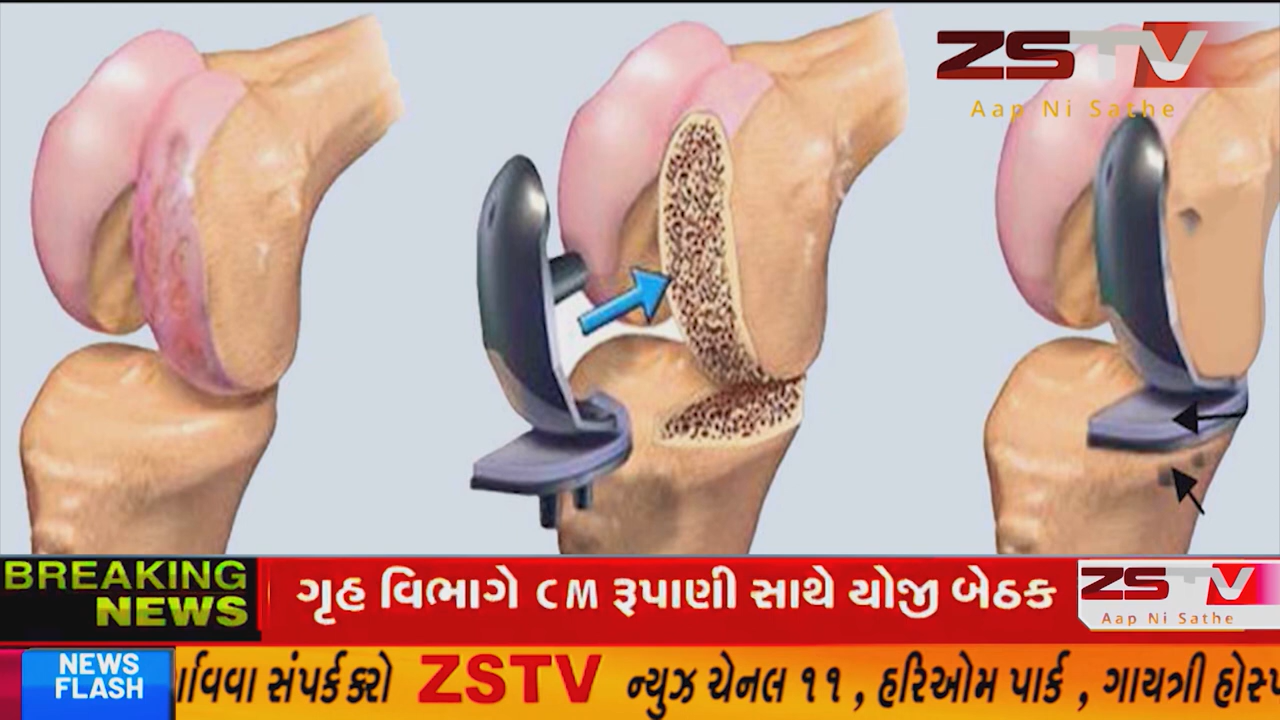 ZSTV
Aap Ni Sathe
BREAKING NEWS
ગૃહ વિભાગે CM રૂપાણી સાથે યોજી બેઠક
ZSTV
Aap Ni Sathe
NEWS FLASH
સંપર્ક કરો ZSTV ન્યુઝ ચેનલ ૧૧ , હરિઓમ પાર્ક , ગાયત્રી